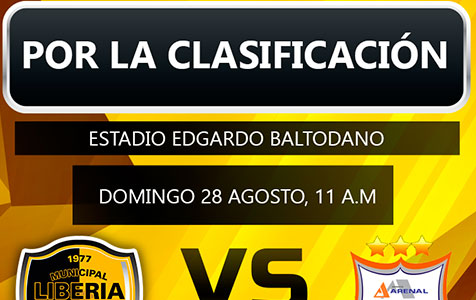 POR LA CLASIFICACIÓN
ESTADIO EDGARDO BALTODANO
DOMINGO 28 AGOSTO, 11 A.M
1977
MUNICIPAL
LIBERIA
VS
ARENAL